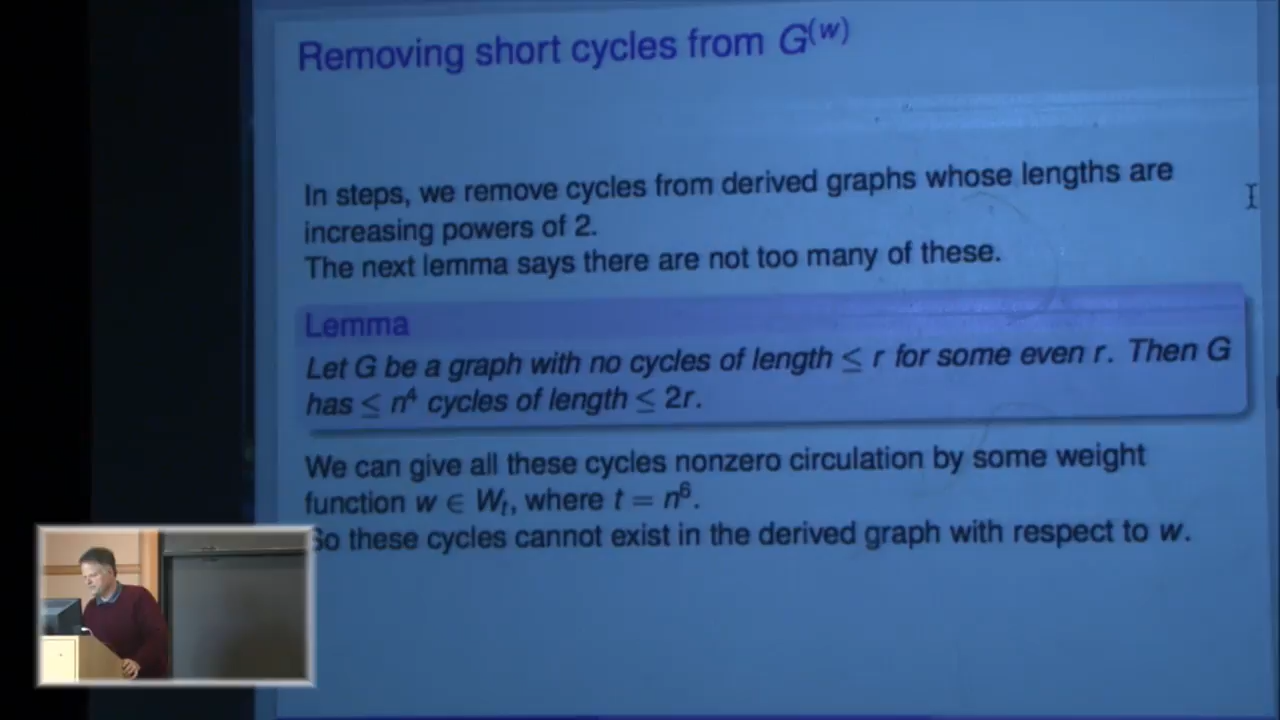 Removing short cycles from G^(w)
In steps, we remove cycles from derived graphs whose lengths are
increasing powers of 2.
The next lemma says there are not too many of these.
Lemma
Let G be a graph with no cycles of length ≤ r for some even r. Then G
has ≤ n⁴ cycles of length ≤ 2r.
We can give all these cycles nonzero circulation by some weight
function w ∈ Wₜ, where t = n⁶.
So these cycles cannot exist in the derived graph with respect to w.